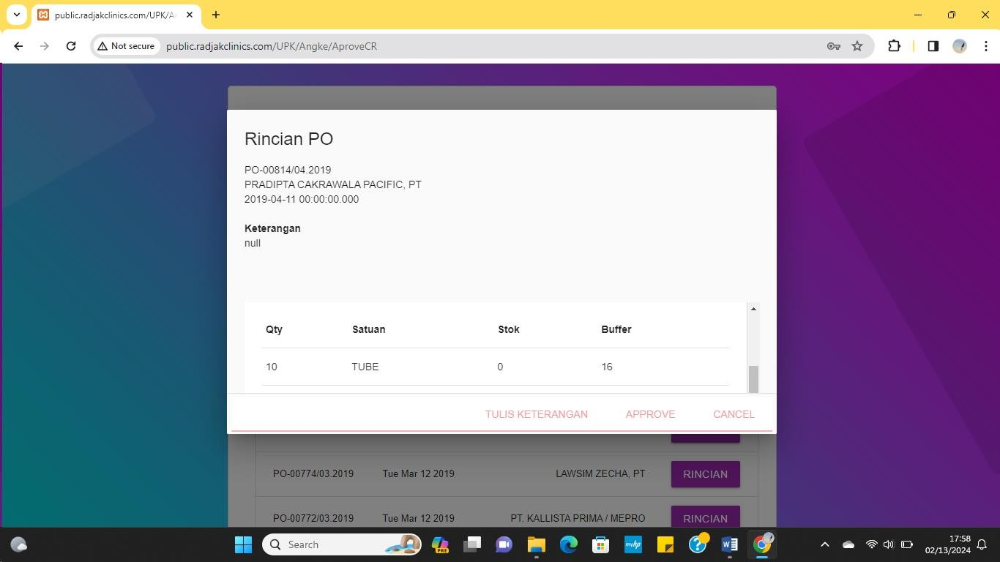 public.radjakclinics.com/UPK/A
Not secure
public.radjakclinics.com/UPK/Angke/AproveCR
Rincian PO
PO-00814/04.2019
PRADIPTA CAKRAWALA PACIFIC, PT
2019-04-11 00:00:00.000
Keterangan
null
Qty Satuan Stok Buffer
10 TUBE 0 16
TULIS KETERANGAN APPROVE CANCEL
PO-00774/03.2019 Tue Mar 12 2019 LAWSIM ZECHA, PT RINCIAN
PO-00772/03.2019 Tue Mar 12 2019 PT. KALLISTA PRIMA / MEPRO RINCIAN
Search
PRE
myhp
17:58
02/13/2024